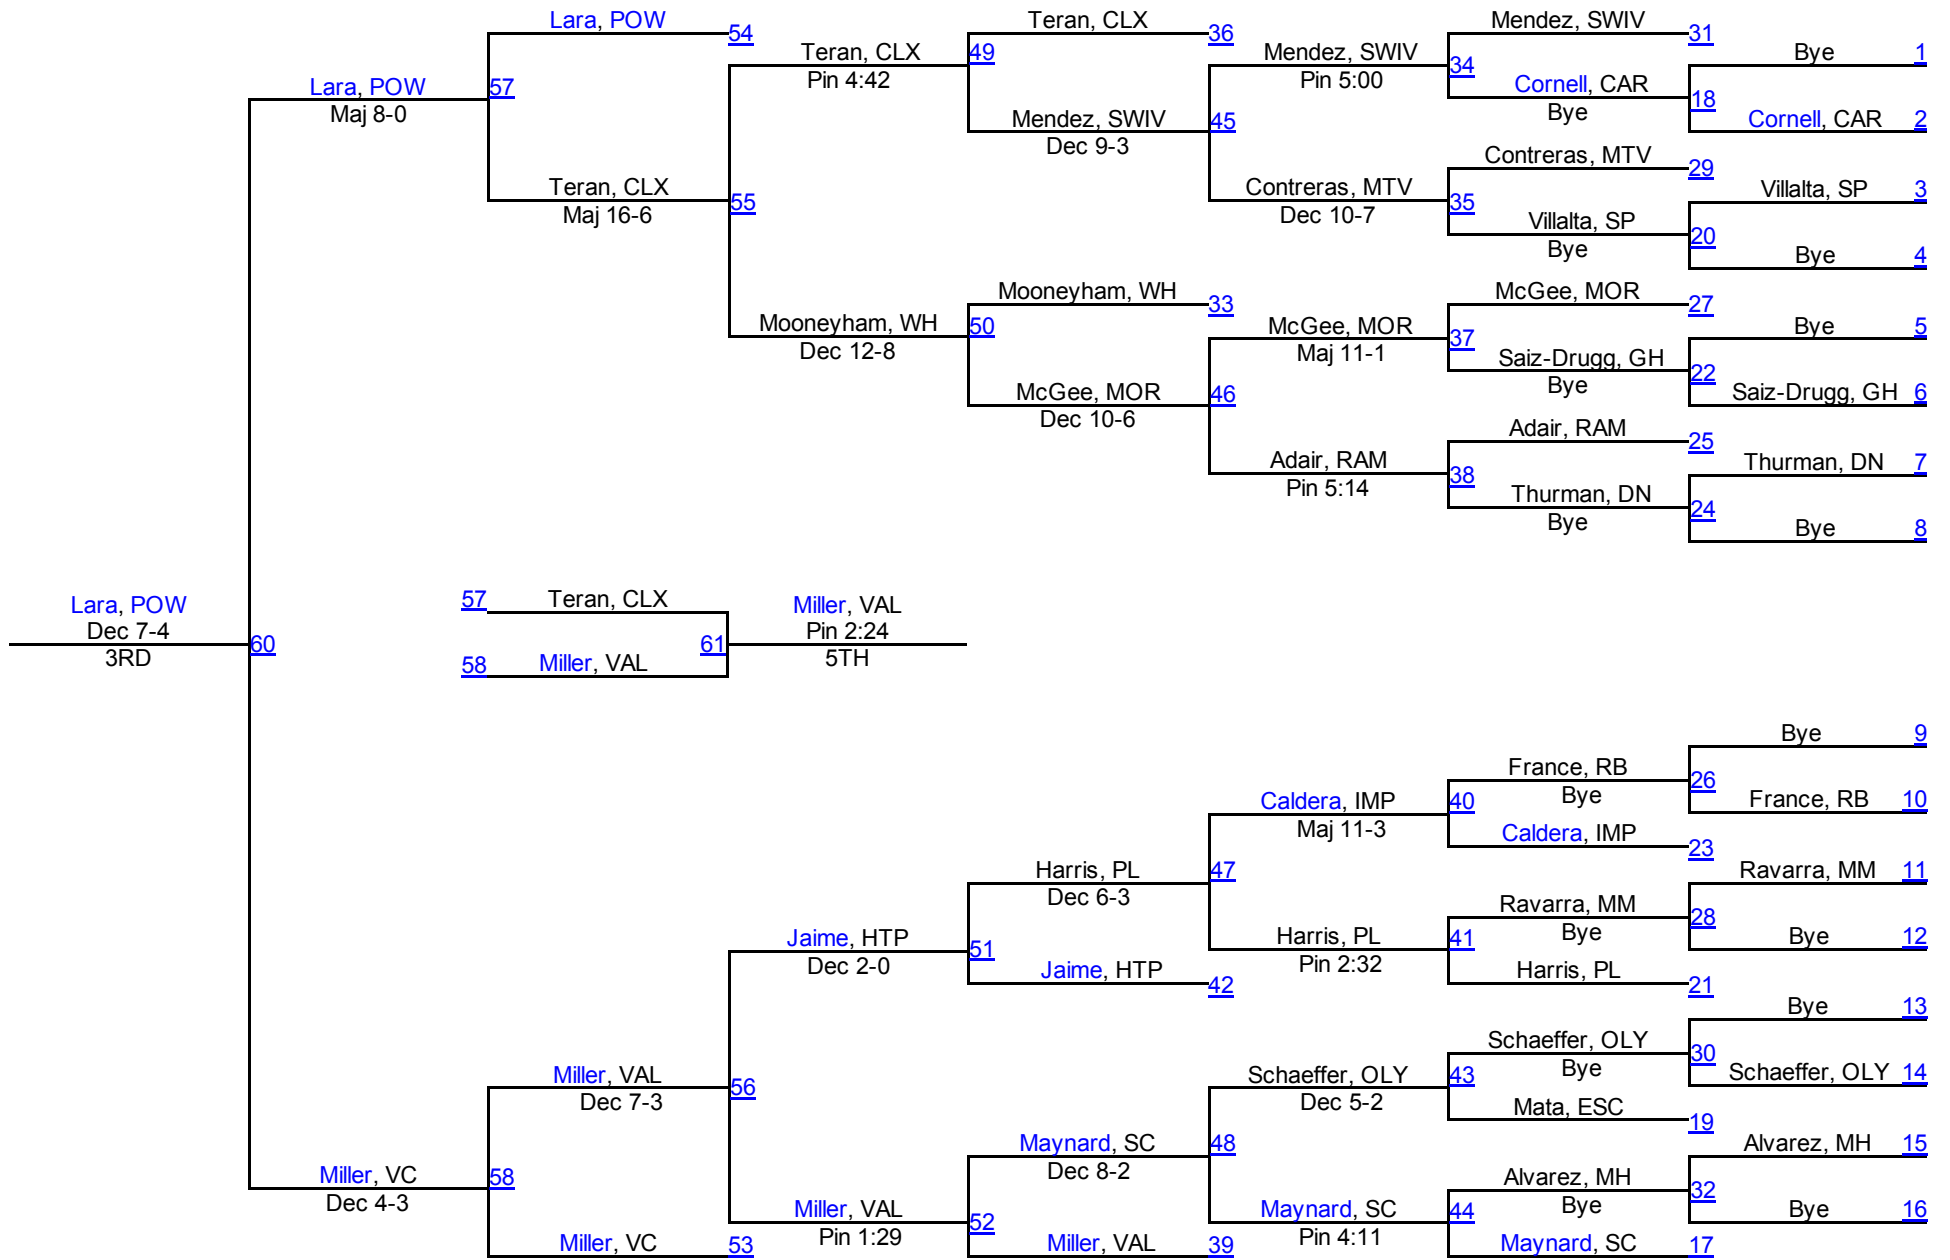 Lara, POW
54
Teran, CLX
36
Mendez, SWIV
31
Teran, CLX
Pin 4:42
49
Mendez, SWIV
Pin 5:00
34
Bye
1
Lara, POW
Maj 8-0
57
Cornell, CAR
Bye
18
Mendez, SWIV
Dec 9-3
45
Cornell, CAR
2
Contreras, MTV
29
Teran, CLX
Maj 16-6
55
Contreras, MTV
Dec 10-7
35
Villalta, SP
3
Villalta, SP
Bye
20
Bye
4
Mooneyham, WH
33
McGee, MOR
27
Mooneyham, WH
Dec 12-8
50
McGee, MOR
Maj 11-1
37
Bye
5
Saiz-Drugg, GH
Bye
22
McGee, MOR
Dec 10-6
46
Saiz-Drugg, GH
6
Adair, RAM
25
Adair, RAM
Pin 5:14
38
Thurman, DN
7
Thurman, DN
Bye
24
Bye
8
Lara, POW
Dec 7-4
3RD
60
57
Teran, CLX
58
Miller, VAL
61
Miller, VAL
Pin 2:24
5TH
Bye
9
France, RB
Bye
26
Caldera, IMP
Maj 11-3
40
France, RB
10
Caldera, IMP
23
Harris, PL
Dec 6-3
47
Ravarra, MM
11
Ravarra, MM
Bye
28
Jaime, HTP
Dec 2-0
51
Harris, PL
Pin 2:32
41
Bye
12
Jaime, HTP
42
Harris, PL
21
Bye
13
Schaeffer, OLY
Bye
30
Miller, VAL
Dec 7-3
56
Schaeffer, OLY
Dec 5-2
43
Schaeffer, OLY
14
Mata, ESC
19
Maynard, SC
Dec 8-2
48
Alvarez, MH
15
Miller, VC
Dec 4-3
58
Alvarez, MH
Bye
32
Miller, VAL
Pin 1:29
52
Maynard, SC
Pin 4:11
44
Bye
16
Miller, VC
53
Miller, VAL
39
Maynard, SC
17